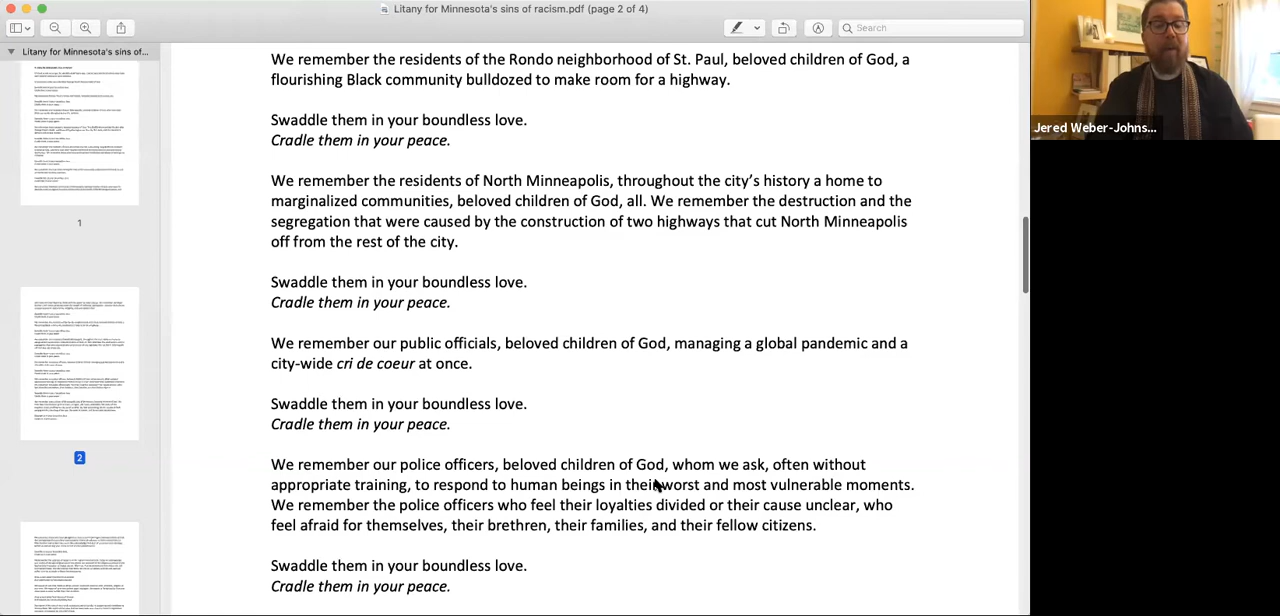 Litany for Minnesota's sins of racism.pdf (page 2 of 4)
Search
Litany for Minnesota's sins of...
1
2
We remember the residents of the Rondo neighborhood of St. Paul, beloved children of God, a
flourishing Black community bulldozed to make room for a highway.
Swaddle them in your boundless love.
Cradle them in your peace.
We remember the residents of North Minneapolis, throughout the city's history a home to
marginalized communities, beloved children of God, all. We remember the destruction and the
segregation that were caused by the construction of two highways that cut North Minneapolis
off from the rest of the city.
Swaddle them in your boundless love.
Cradle them in your peace.
We remember our public officials, beloved children of God, managing a global pandemic and a
city-wide cri de coeur at once.
Swaddle them in your boundless love.
Cradle them in your peace.
We remember our police officers, beloved children of God, whom we ask, often without
appropriate training, to respond to human beings in their worst and most vulnerable moments.
We remember the police officers who feel their loyalties divided or their cause unclear, who
feel afraid for themselves, their brethren, their families, and their fellow citizens.
Swaddle them in your boundless love.
Cradle them in your peace.
Jered Weber-Johns...